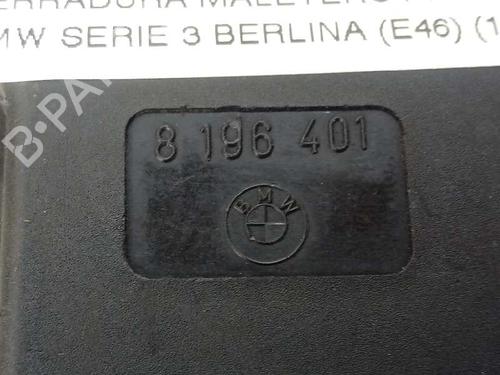 ERRADURA MALETERO
MW SERIE 3 BERLINA (E46) (1
8 196 401
BMW
B-PA